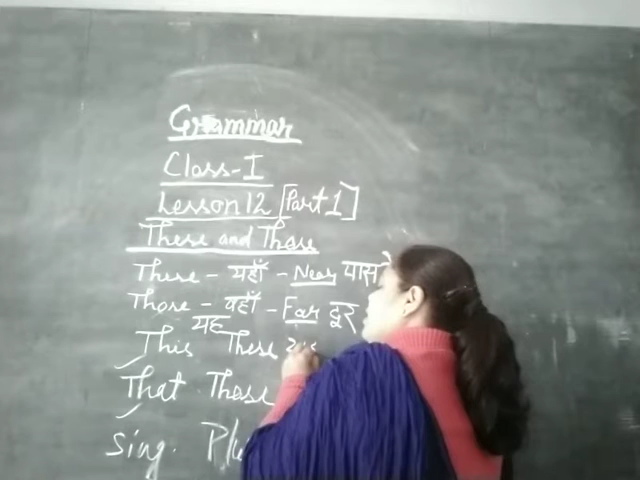 Grammar
Class-I
Lesson 12 [Part 1]
These and Those
These - यहाँ - Near पास
Those - वहाँ - Far दूर
यह
This These
That Those
Sing. Plu